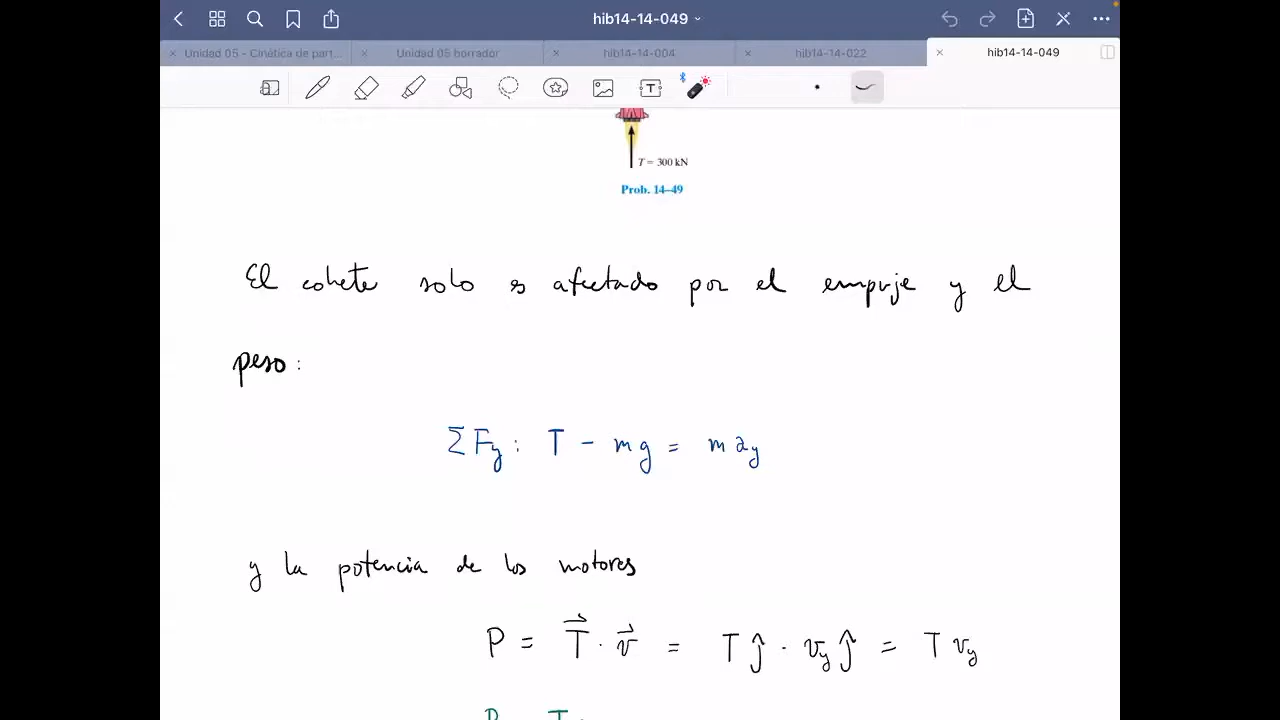 hib14-14-049
Unidad 05 - Cinética de part...
Unidad 05 borrador
hib14-14-004
hib14-14-022
hib14-14-049
T = 300 kN
Prob. 14–49
El cohete solo es afectado por el empuje y el
peso:
ΣFy: T - mg = m ay
y la potencia de los motores
P = T⃗ · v⃗ = T ĵ · vy ĵ = T vy